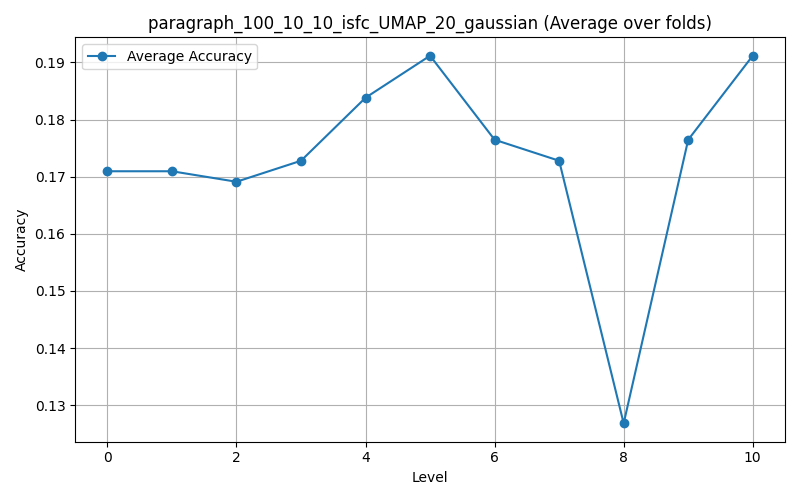 paragraph_100_10_10_isfc_UMAP_20_gaussian (Average over folds)
Average Accuracy
0.19
0.18
0.17
0.16
0.15
0.14
0.13
Accuracy
0 2 4 6 8 10
Level